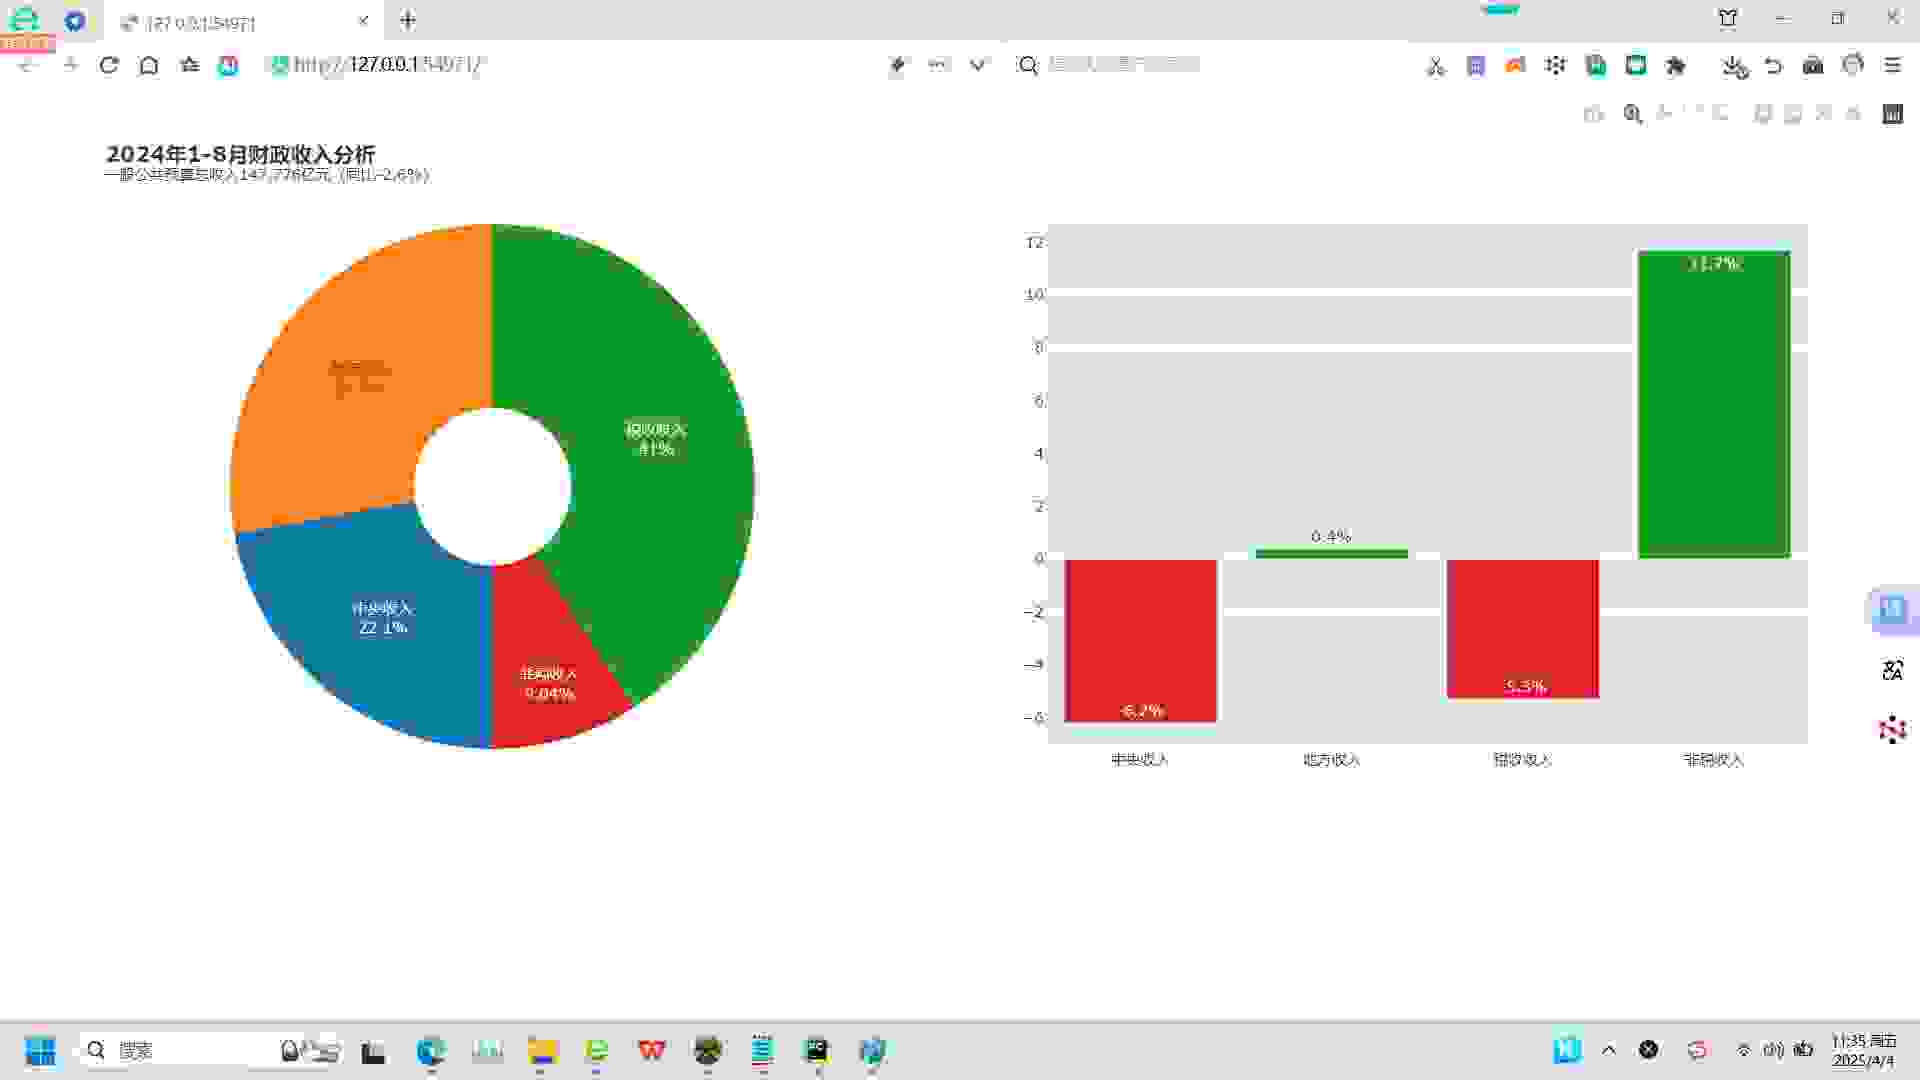 127.0.0.1:54971
http://127.0.0.1:54971/
2024年1-8月财政收入分析
一般公共预算总收入147,776亿元 (同比-2.6%)
税收收入
41%
中央收入
22.1%
非税收入
9.04%
12
10
8
6
4
2
0
−2
−4
−6
11.7%
0.4%
5.3%
中央收入
地方收入
税收收入
非税收入
搜索
11:35 周五
2025/4/4